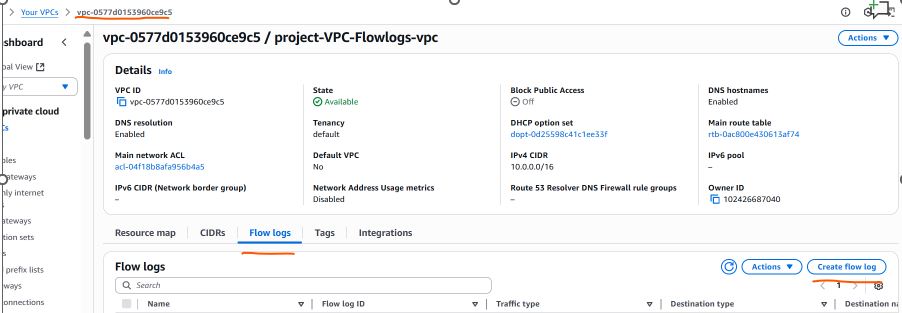 Your VPCs > vpc-0577d0153960ce9c5
shboard
bal View
VPC
private cloud
Cs
les
ateways
nly internet
s
ateways
tion sets
s
prefix lists
ways
onnections
vpc-0577d0153960ce9c5 / project-VPC-Flowlogs-vpc
Actions
Details Info
VPC ID
vpc-0577d0153960ce9c5
State
Available
Block Public Access
Off
DNS hostnames
Enabled
DNS resolution
Enabled
Tenancy
default
DHCP option set
dopt-0d25598c41c1ee33f
Main route table
rtb-0ac800e430613af74
Main network ACL
acl-04f18b8afa956b4a5
Default VPC
No
IPv4 CIDR
10.0.0.0/16
IPv6 pool
–
IPv6 CIDR (Network border group)
–
Network Address Usage metrics
Disabled
Route 53 Resolver DNS Firewall rule groups
–
Owner ID
102426687040
Resource map CIDRs Flow logs Tags Integrations
Flow logs
Actions Create flow log
Search
1
Name Flow log ID Traffic type Destination type Destination na